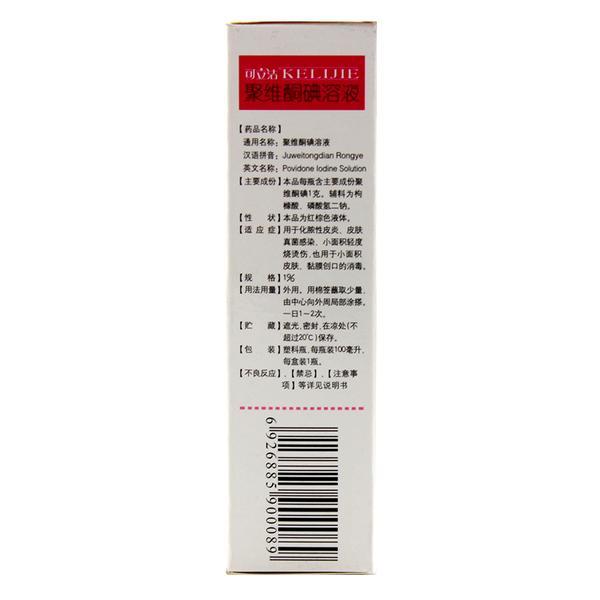 可立洁 KELIJIE
聚维酮碘溶液
【药品名称】
通用名称：聚维酮碘溶液
汉语拼音：Juweitongdian Rongye
英文名称：Povidone Iodine Solution
【主要成份】本品每瓶含主要成份聚
维酮碘1克。辅料为枸
橼酸、磷酸氢二钠。
【性 状】本品为红棕色液体。
【适 应 症】用于化脓性皮炎、皮肤
真菌感染、小面积轻度
烧烫伤，也用于小面积
皮肤、黏膜创口的消毒。
【规 格】1%
【用法用量】外用。用棉签蘸取少量，
由中心向外周局部涂搽。
一日1-2次。
【贮 藏】遮光，密封，在凉处(不
超过20℃)保存。
【包 装】塑料瓶，每瓶装100毫升，
每盒装1瓶。
【不良反应】、【禁忌】、【注意事
项】等详见说明书
6 926885 900089